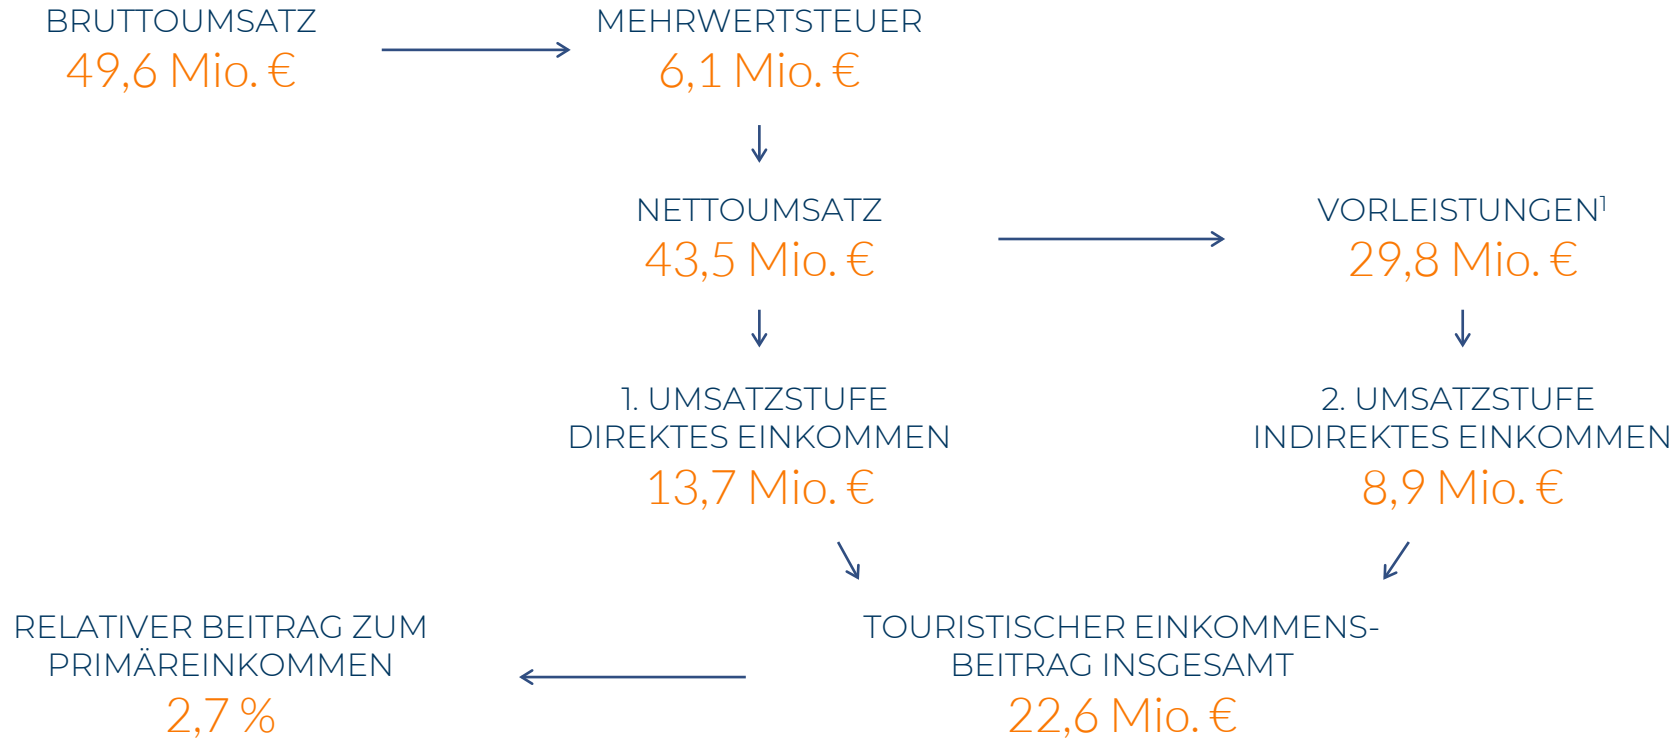 BRUTTOUMSATZ
49,6 Mio. €
MEHRWERTSTEUER
6,1 Mio. €
NETTOUMSATZ
43,5 Mio. €
VORLEISTUNGEN¹
29,8 Mio. €
1. UMSATZSTUFE
DIREKTES EINKOMMEN
13,7 Mio. €
2. UMSATZSTUFE
INDIREKTES EINKOMMEN
8,9 Mio. €
RELATIVER BEITRAG ZUM
PRIMÄREINKOMMEN
2,7 %
TOURISTISCHER EINKOMMENS-
BEITRAG INSGESAMT
22,6 Mio. €